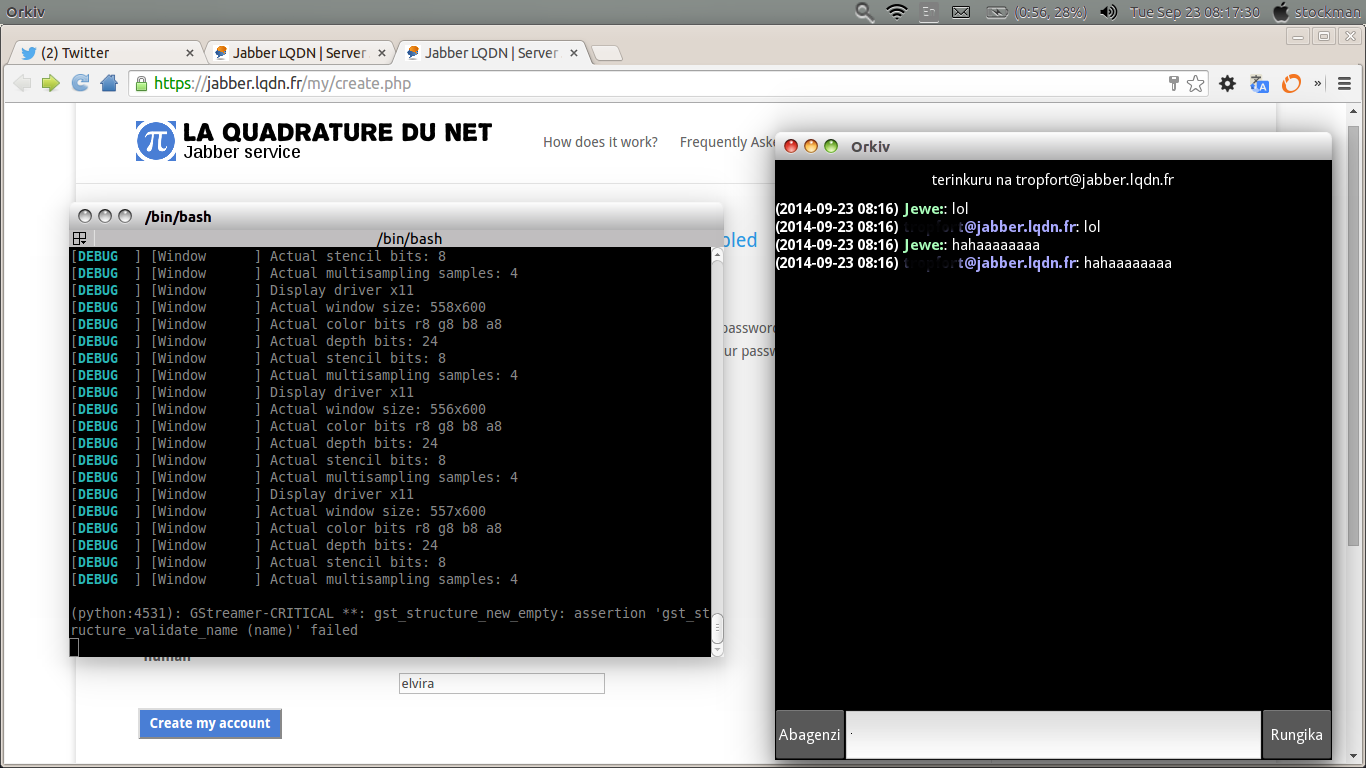 Orkiv
En
(0:56, 28%)
Tue Sep 23 08:17:30
stockman
(2) Twitter
Jabber LQDN | Server
Jabber LQDN | Server
https://jabber.lqdn.fr/my/create.php
LA QUADRATURE DU NET
Jabber service
How does it work?
Frequently Aske
bled
password
ur passw
/bin/bash
/bin/bash
[DEBUG ] [Window ] Actual stencil bits: 8
[DEBUG ] [Window ] Actual multisampling samples: 4
[DEBUG ] [Window ] Display driver x11
[DEBUG ] [Window ] Actual window size: 558x600
[DEBUG ] [Window ] Actual color bits r8 g8 b8 a8
[DEBUG ] [Window ] Actual depth bits: 24
[DEBUG ] [Window ] Actual stencil bits: 8
[DEBUG ] [Window ] Actual multisampling samples: 4
[DEBUG ] [Window ] Display driver x11
[DEBUG ] [Window ] Actual window size: 556x600
[DEBUG ] [Window ] Actual color bits r8 g8 b8 a8
[DEBUG ] [Window ] Actual depth bits: 24
[DEBUG ] [Window ] Actual stencil bits: 8
[DEBUG ] [Window ] Actual multisampling samples: 4
[DEBUG ] [Window ] Display driver x11
[DEBUG ] [Window ] Actual window size: 557x600
[DEBUG ] [Window ] Actual color bits r8 g8 b8 a8
[DEBUG ] [Window ] Actual depth bits: 24
[DEBUG ] [Window ] Actual stencil bits: 8
[DEBUG ] [Window ] Actual multisampling samples: 4
(python:4531): GStreamer-CRITICAL **: gst_structure_new_empty: assertion 'gst_st
ructure_validate_name (name)' failed
human
elvira
Create my account
Orkiv
terinkuru na tropfort@jabber.lqdn.fr
(2014-09-23 08:16) Jewe:: lol
(2014-09-23 08:16) tropfort@jabber.lqdn.fr: lol
(2014-09-23 08:16) Jewe:: hahaaaaaaaa
(2014-09-23 08:16) tropfort@jabber.lqdn.fr: hahaaaaaaaa
Abagenzi
Rungika